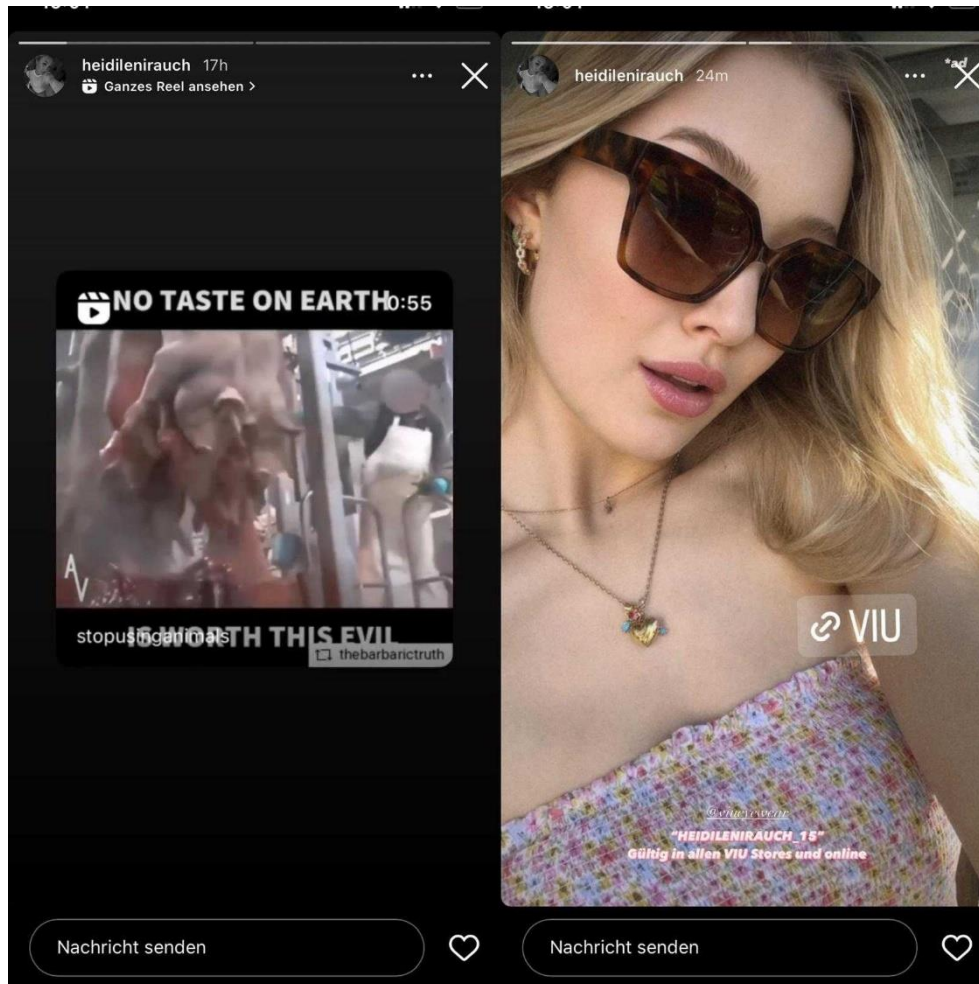 heidilenirauch 17h
Ganzes Reel ansehen >
NO TASTE ON EARTH
0:55
AV
stopusinganimals
IS WORTH THIS EVIL
thebarbarictruth
Nachricht senden
*ad
heidilenirauch 24m
VIU
@viueyewear
"HEIDILENIRAUCH_15"
Gültig in allen VIU Stores und online
Nachricht senden